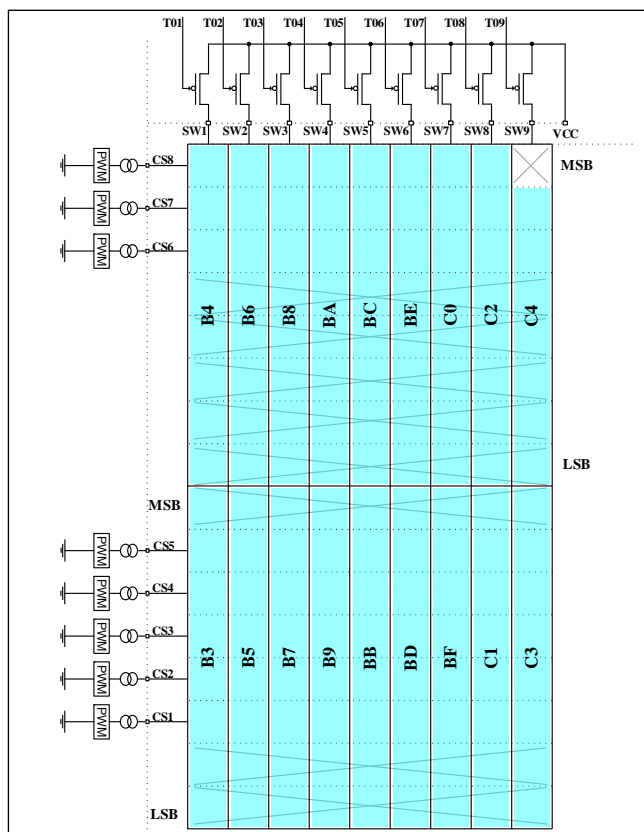 T01 T02 T03 T04 T05 T06 T07 T08 T09
SW1 SW2 SW3 SW4 SW5 SW6 SW7 SW8 SW9 VCC
PWM CS8 MSB
PWM CS7
PWM CS6
B4 B6 B8 BA BC BE C0 C2 C4
LSB
MSB
PWM CS5
PWM CS4
PWM CS3
B3 B5 B7 B9 BB BD BF C1 C3
PWM CS2
PWM CS1
LSB